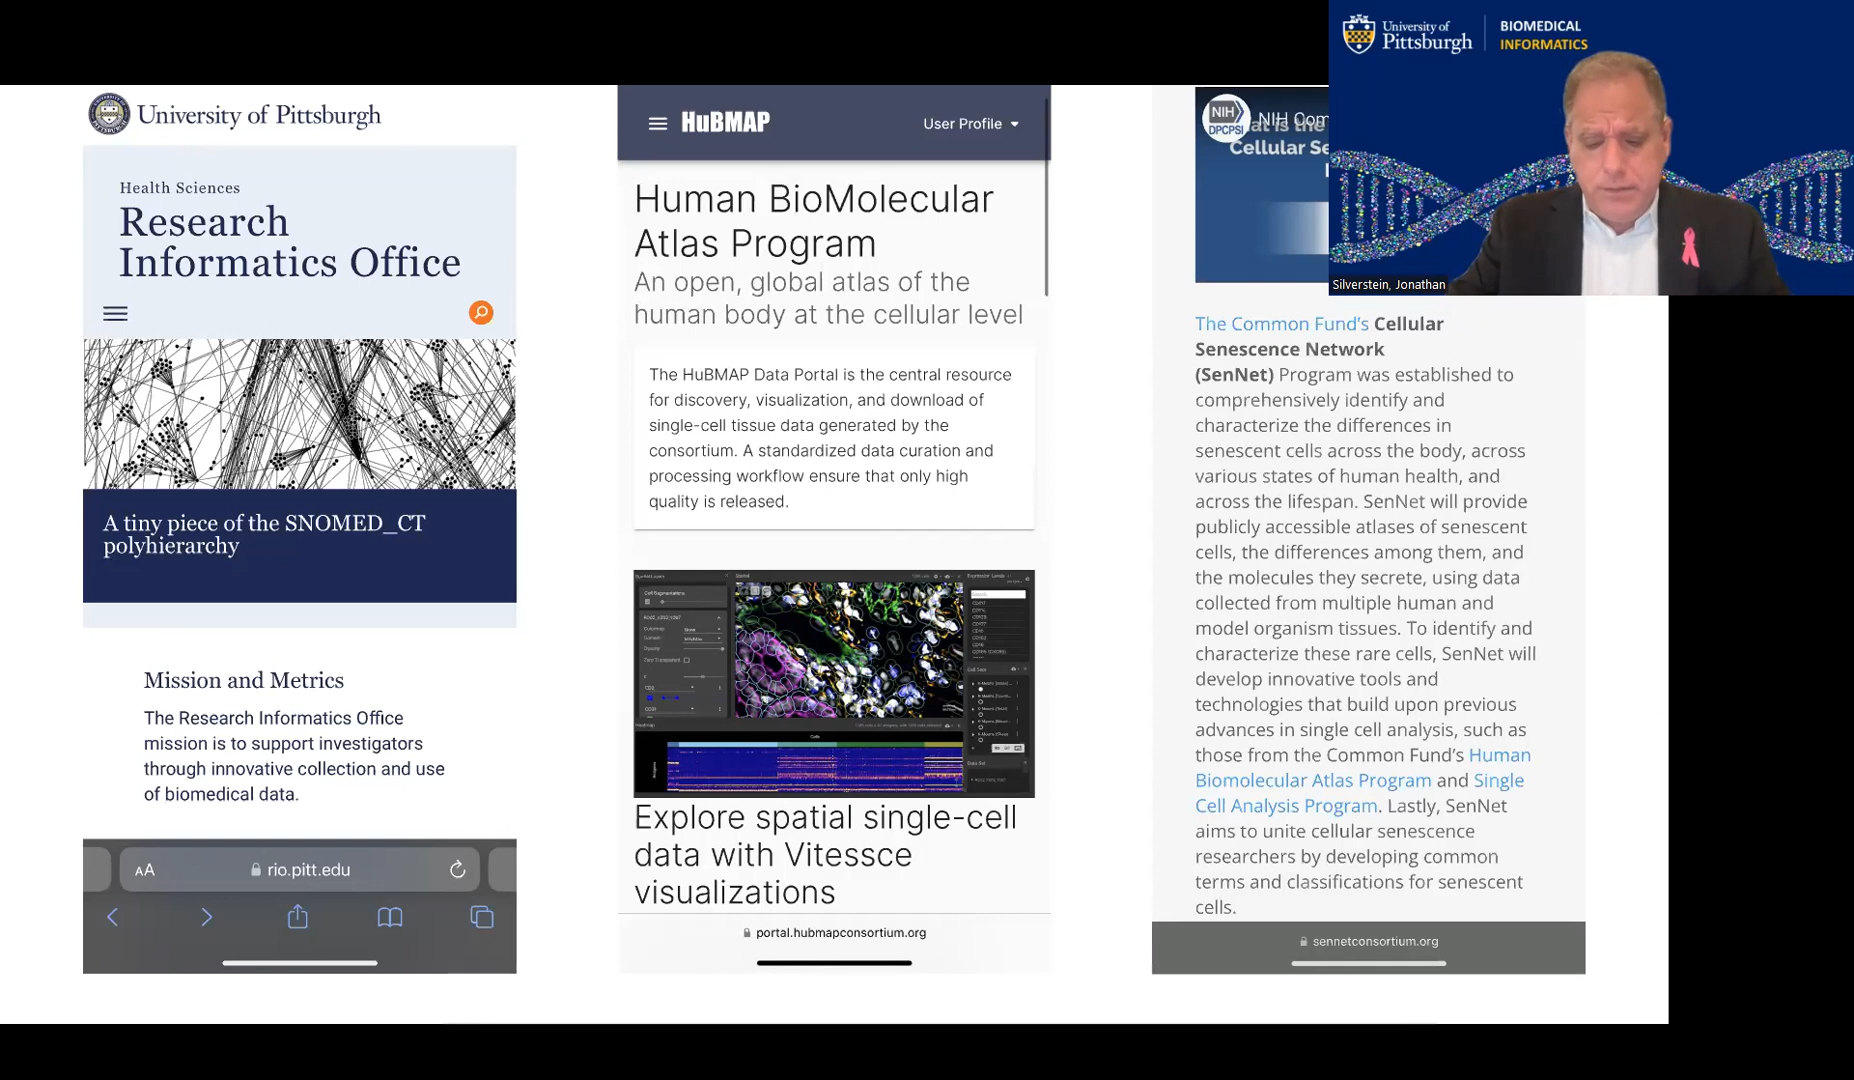 University of Pittsburgh
Health Sciences
Research
Informatics Office
A tiny piece of the SNOMED_CT
polyhierarchy
Mission and Metrics
The Research Informatics Office
mission is to support investigators
through innovative collection and use
of biomedical data.
AA
rio.pitt.edu
HuBMAP
User Profile
Human BioMolecular
Atlas Program
An open, global atlas of the
human body at the cellular level
The HuBMAP Data Portal is the central resource
for discovery, visualization, and download of
single-cell tissue data generated by the
consortium. A standardized data curation and
processing workflow ensure that only high
quality is released.
Explore spatial single-cell
data with Vitessce
visualizations
portal.hubmapconsortium.org
NIH
DPCPSI
NIH Com
at is the
Cellular Se
The Common Fund's Cellular
Senescence Network
(SenNet) Program was established to
comprehensively identify and
characterize the differences in
senescent cells across the body, across
various states of human health, and
across the lifespan. SenNet will provide
publicly accessible atlases of senescent
cells, the differences among them, and
the molecules they secrete, using data
collected from multiple human and
model organism tissues. To identify and
characterize these rare cells, SenNet will
develop innovative tools and
technologies that build upon previous
advances in single cell analysis, such as
those from the Common Fund's Human
Biomolecular Atlas Program and Single
Cell Analysis Program. Lastly, SenNet
aims to unite cellular senescence
researchers by developing common
terms and classifications for senescent
cells.
sennetconsortium.org
University of
Pittsburgh
BIOMEDICAL
INFORMATICS
Silverstein, Jonathan